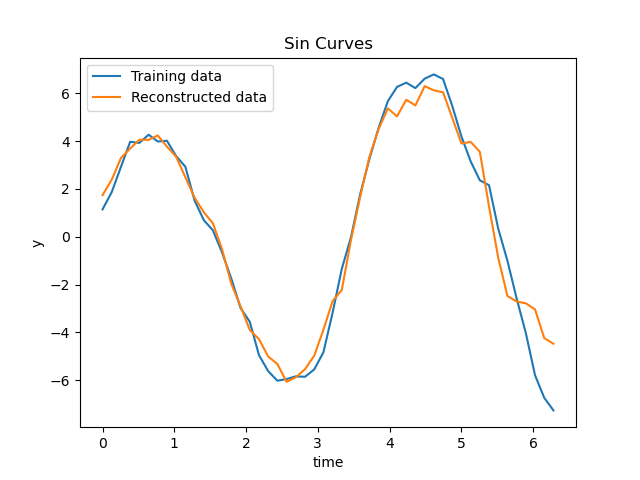 Sin Curves
Training data
Reconstructed data
6
4
2
0
−2
−4
−6
y
0 1 2 3 4 5 6
time